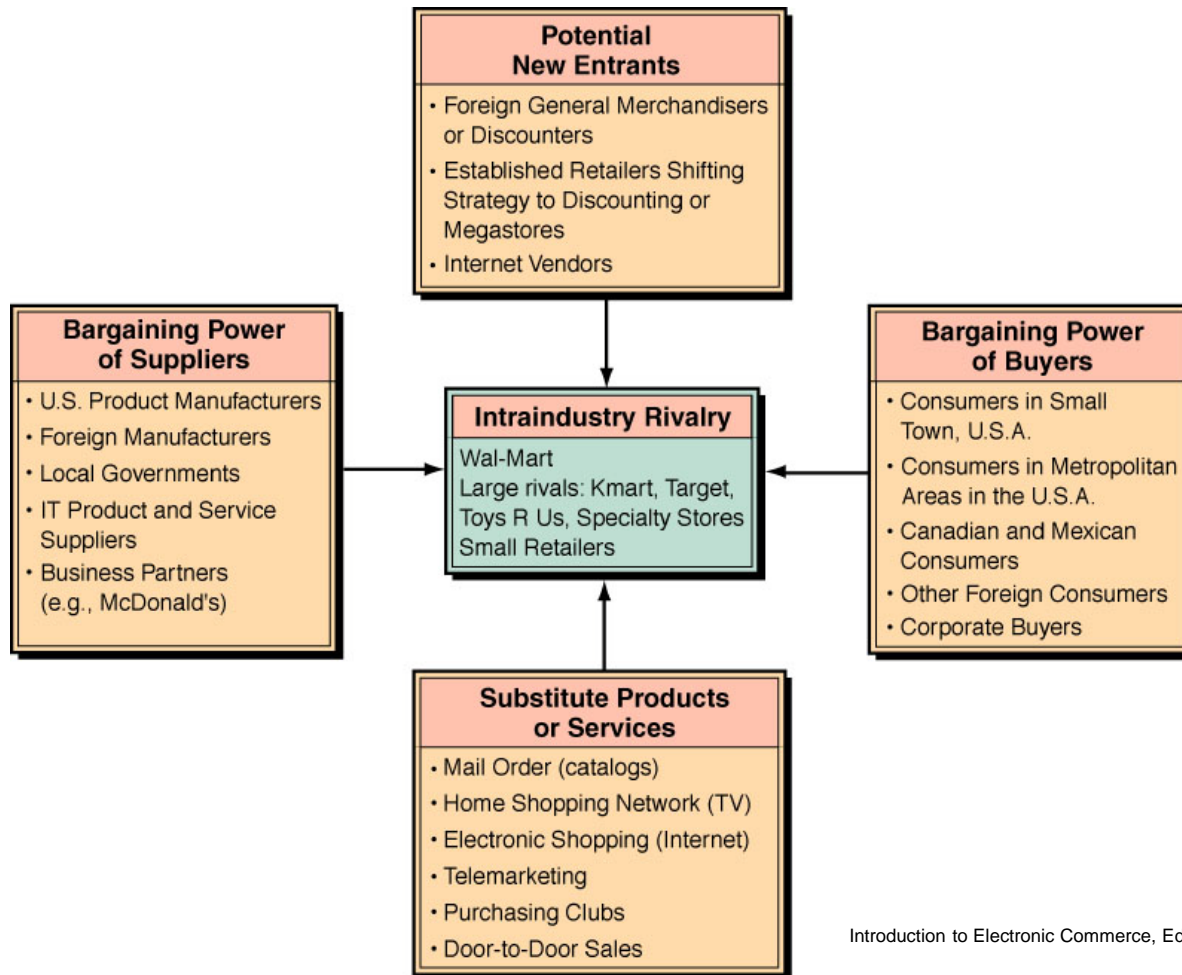 Potential
New Entrants
• Foreign General Merchandisers
or Discounters
• Established Retailers Shifting
Strategy to Discounting or
Megastores
• Internet Vendors
Bargaining Power
of Suppliers
• U.S. Product Manufacturers
• Foreign Manufacturers
• Local Governments
• IT Product and Service
Suppliers
• Business Partners
(e.g., McDonald's)
Intraindustry Rivalry
Wal-Mart
Large rivals: Kmart, Target,
Toys R Us, Specialty Stores
Small Retailers
Bargaining Power
of Buyers
• Consumers in Small
Town, U.S.A.
• Consumers in Metropolitan
Areas in the U.S.A.
• Canadian and Mexican
Consumers
• Other Foreign Consumers
• Corporate Buyers
Substitute Products
or Services
• Mail Order (catalogs)
• Home Shopping Network (TV)
• Electronic Shopping (Internet)
• Telemarketing
• Purchasing Clubs
• Door-to-Door Sales
Introduction to Electronic Commerce,